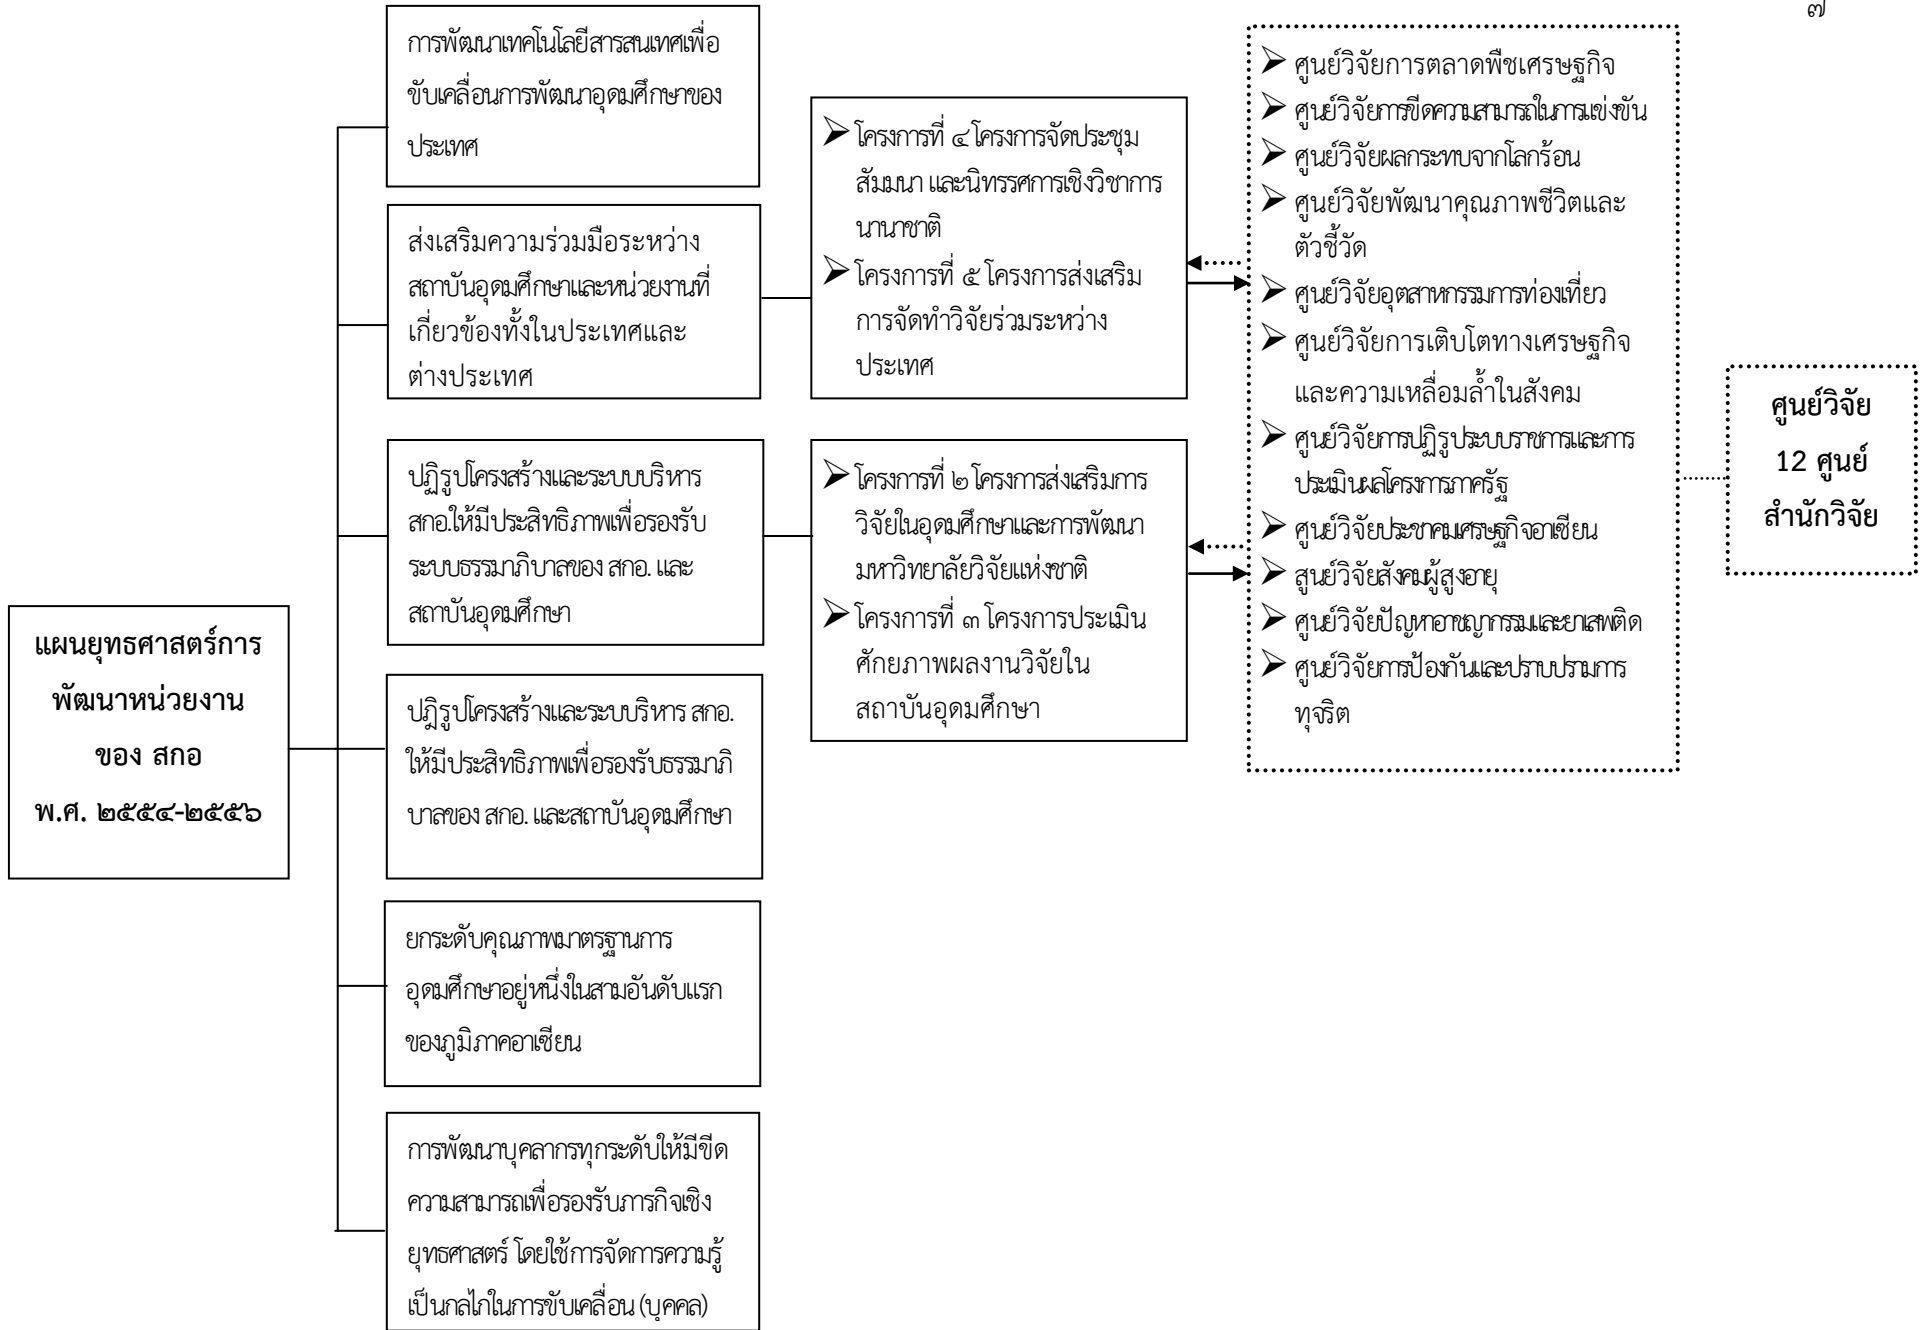 ๗
การพัฒนาเทคโนโลยีสารสนเทศเพื่อ
ขับเคลื่อนการพัฒนาอุดมศึกษาของ
ประเทศ
ส่งเสริมความร่วมมือระหว่าง
สถาบันอุดมศึกษาและหน่วยงานที่
เกี่ยวข้องทั้งในประเทศและ
ต่างประเทศ
ปฏิรูปโครงสร้างและระบบบริหาร
สกอ.ให้มีประสิทธิภาพเพื่อรองรับ
ระบบธรรมาภิบาลของ สกอ. และ
สถาบันอุดมศึกษา
แผนยุทธศาสตร์การ
พัฒนาหน่วยงาน
ของ สกอ
พ.ศ. ๒๕๕๔-๒๕๕๖
ปฎิรูปโครงสร้างและระบบบริหาร สกอ.
ให้มีประสิทธิภาพเพื่อรองรับธรรมาภิ
บาลของ สกอ. และสถาบันอุดมศึกษา
ยกระดับคุณภาพมาตรฐานการ
อุดมศึกษาอยู่หนึ่งในสามอันดับแรก
ของภูมิภาคอาเซียน
การพัฒนาบุคลากรทุกระดับให้มีขีด
ความสามารถเพื่อรองรับภารกิจเชิง
ยุทธศาสตร์ โดยใช้การจัดการความรู้
เป็นกลไกในการขับเคลื่อน (บุคคล)
➢ โครงการที่ ๔ โครงการจัดประชุม
สัมมนา และนิทรรศการเชิงวิชาการ
นานาชาติ
➢ โครงการที่ ๕ โครงการส่งเสริม
การจัดทำวิจัยร่วมระหว่าง
ประเทศ
➢ โครงการที่ ๒ โครงการส่งเสริมการ
วิจัยในอุดมศึกษาและการพัฒนา
มหาวิทยาลัยวิจัยแห่งชาติ
➢ โครงการที่ ๓ โครงการประเมิน
ศักยภาพผลงานวิจัยใน
สถาบันอุดมศึกษา
➢ ศูนย์วิจัยการตลาดพืชเศรษฐกิจ
➢ ศูนย์วิจัยการขีดความสามารถในการแข่งขัน
➢ ศูนย์วิจัยผลกระทบจากโลกร้อน
➢ ศูนย์วิจัยพัฒนาคุณภาพชีวิตและ
ตัวชี้วัด
➢ ศูนย์วิจัยอุตสาหกรรมการท่องเที่ยว
➢ ศูนย์วิจัยการเติบโตทางเศรษฐกิจ
และความเหลื่อมล้ำในสังคม
➢ ศูนย์วิจัยการปฏิรูประบบราชการและการ
ประเมินผลโครงการภาครัฐ
➢ ศูนย์วิจัยประชาคมเศรษฐกิจอาเซียน
➢ สูนย์วิจัยสังคมผู้สูงอายุ
➢ ศูนย์วิจัยปัญหาอาชญากรรมและยาเสพติด
➢ ศูนย์วิจัยการป้องกันและปราบปรามการ
ทุจริต
ศูนย์วิจัย
12 ศูนย์
สำนักวิจัย